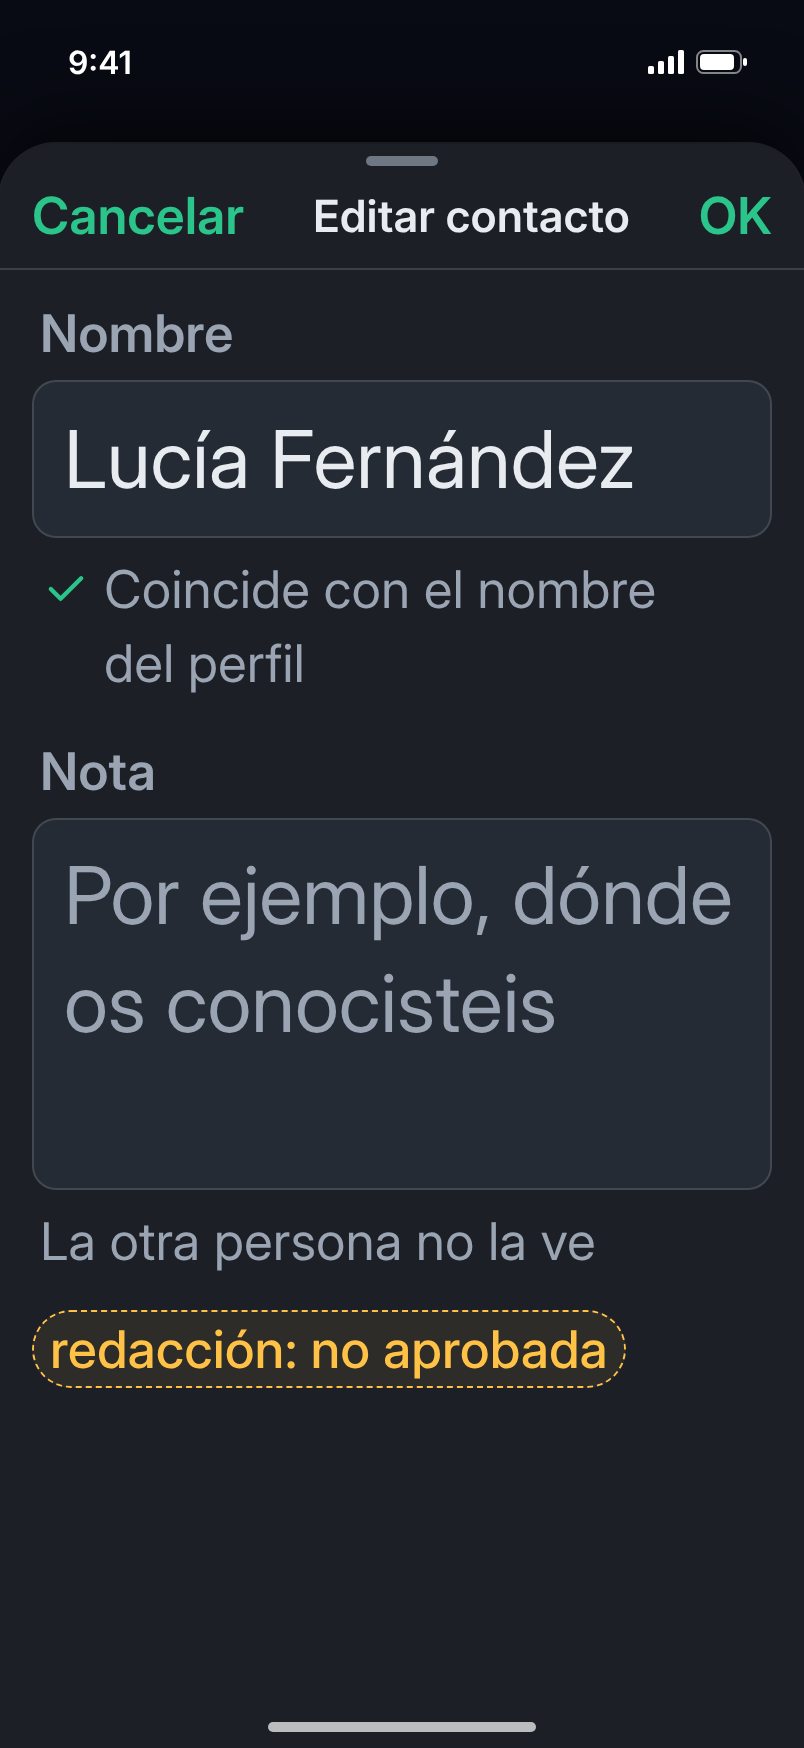 9:41
Cancelar Editar contacto OK
Nombre
Lucía Fernández
Coincide con el nombre
del perfil
Nota
Por ejemplo, dónde
os conocisteis
La otra persona no la ve
redacción: no aprobada